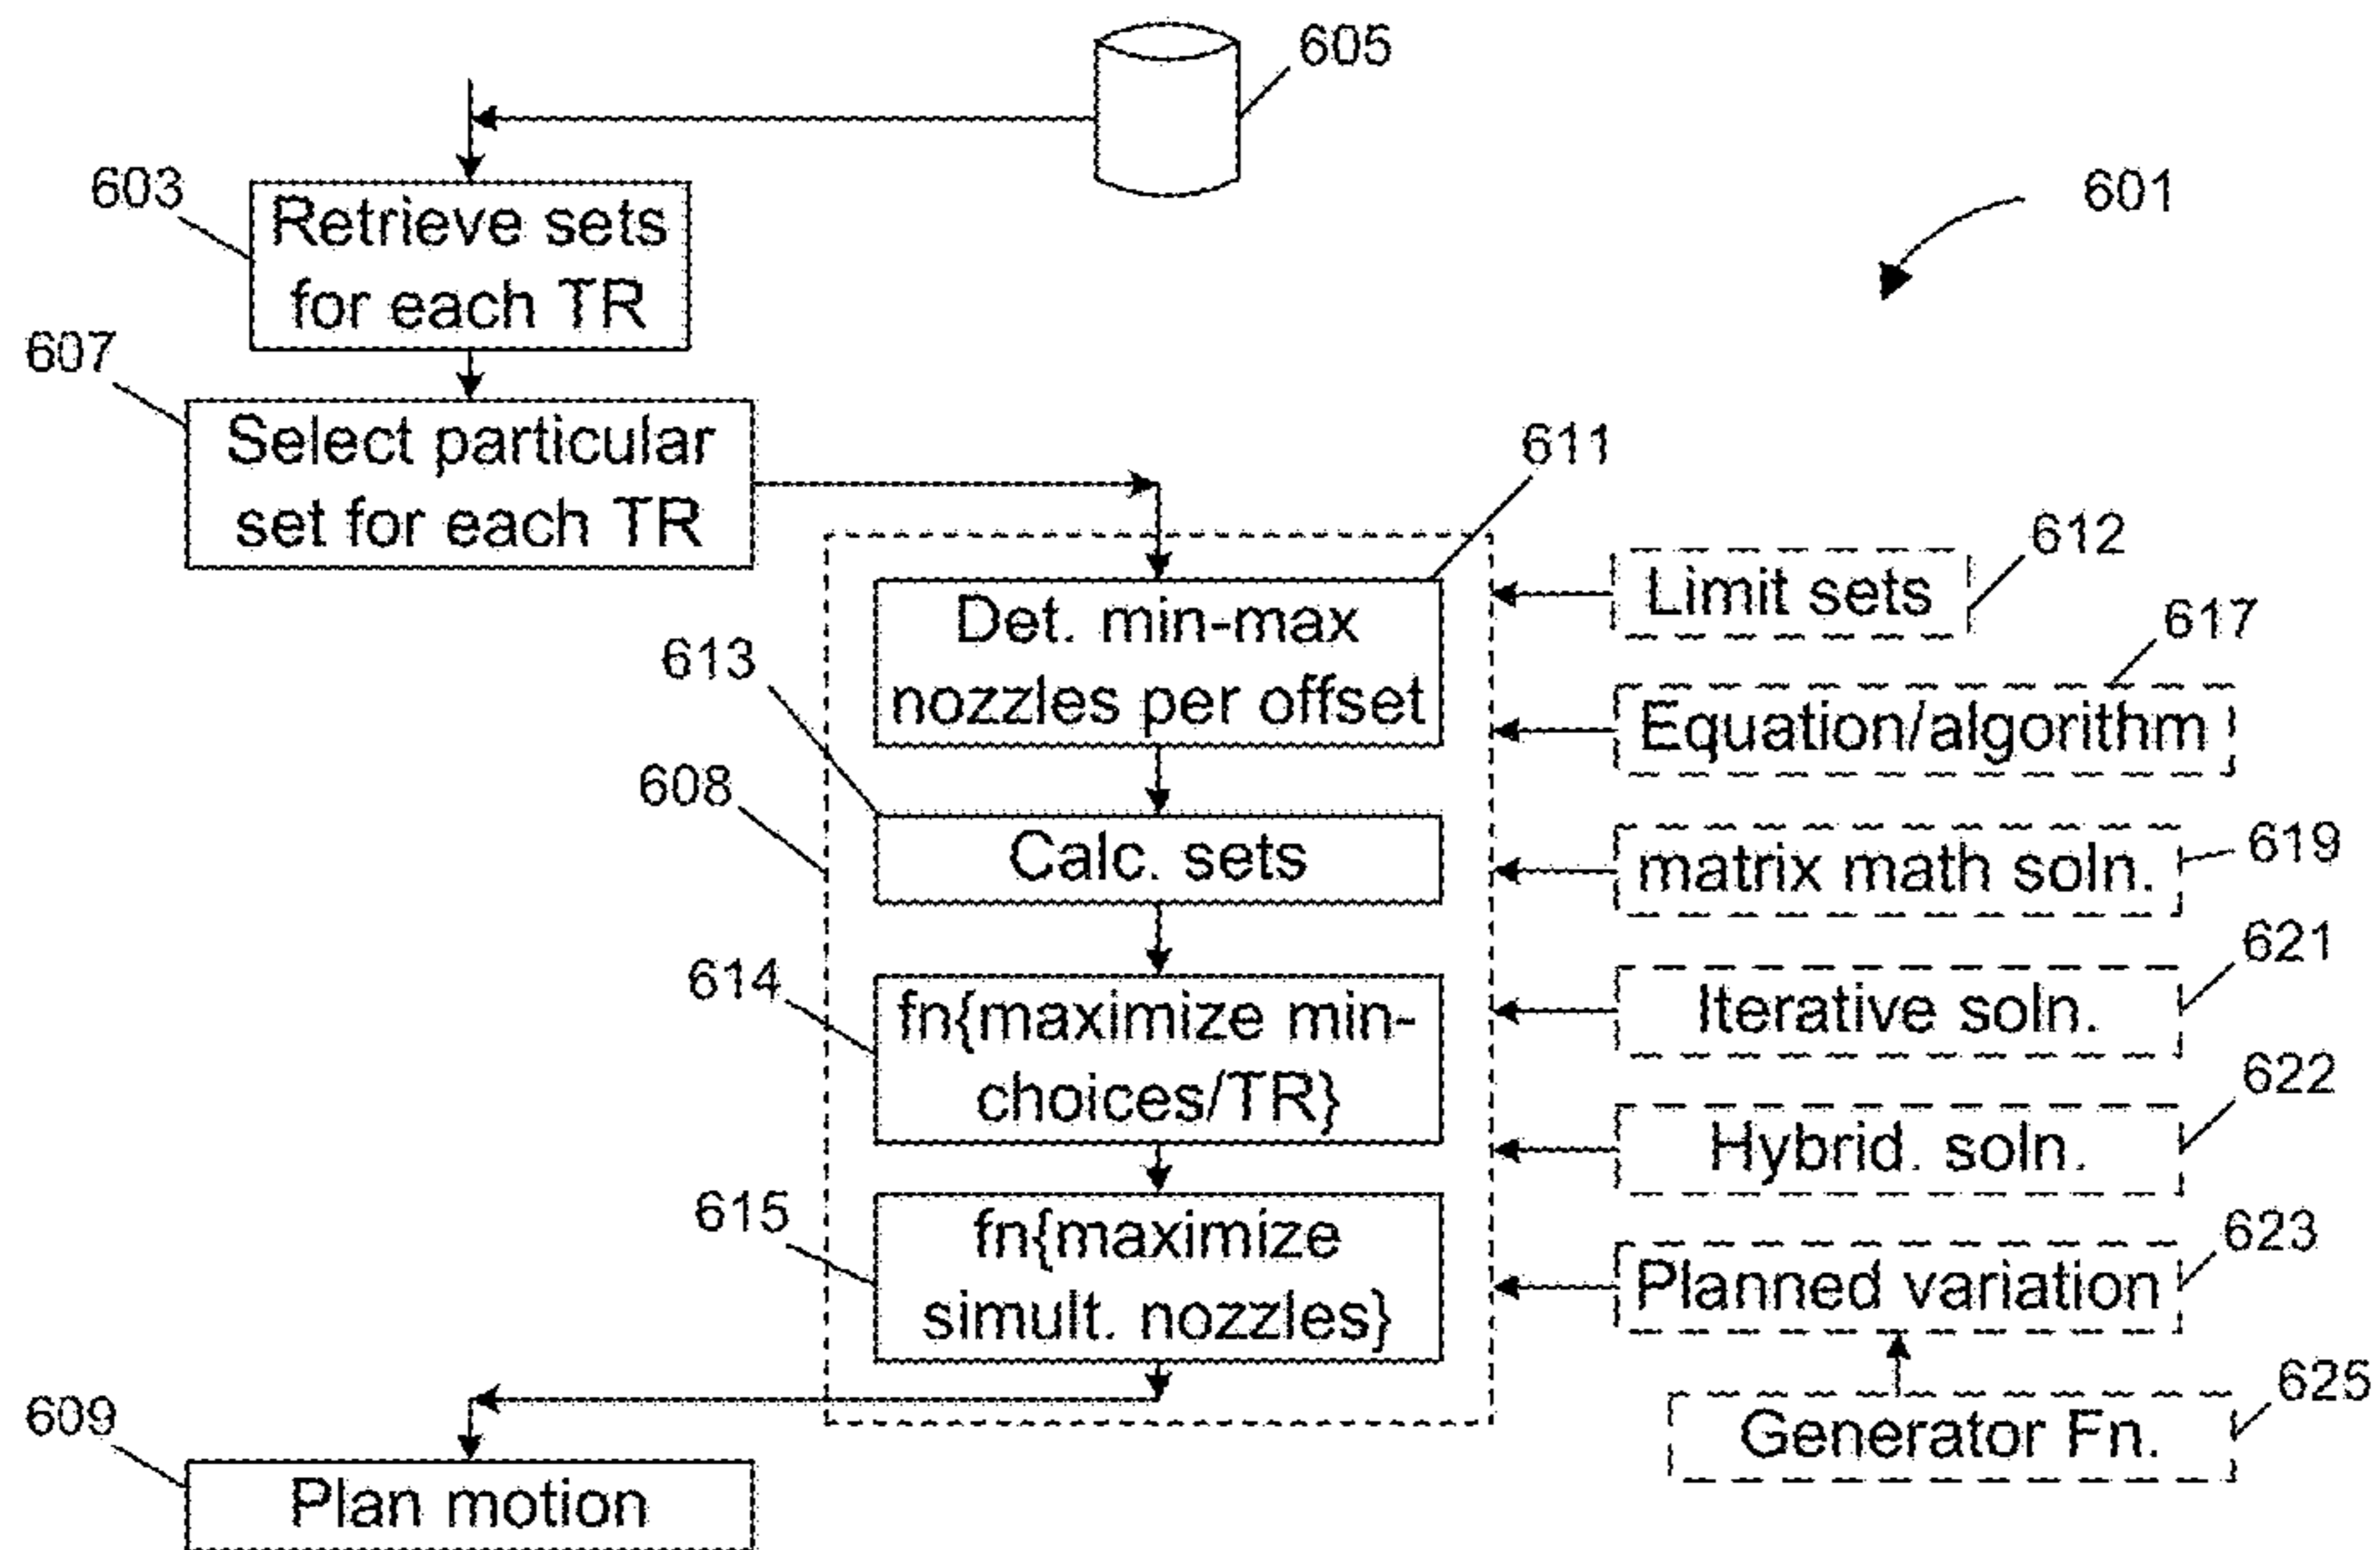 605
601
603
Retrieve sets
for each TR
607
Select particular
set for each TR
611
Det. min-max
nozzles per offset
612
Limit sets
617
Equation/algorithm
613
Calc. sets
608
619
matrix math soln.
614
fn{maximize min-
choices/TR}
621
Iterative soln.
622
Hybrid. soln.
615
fn{maximize
simult. nozzles}
623
Planned variation
625
Generator Fn.
609
Plan motion